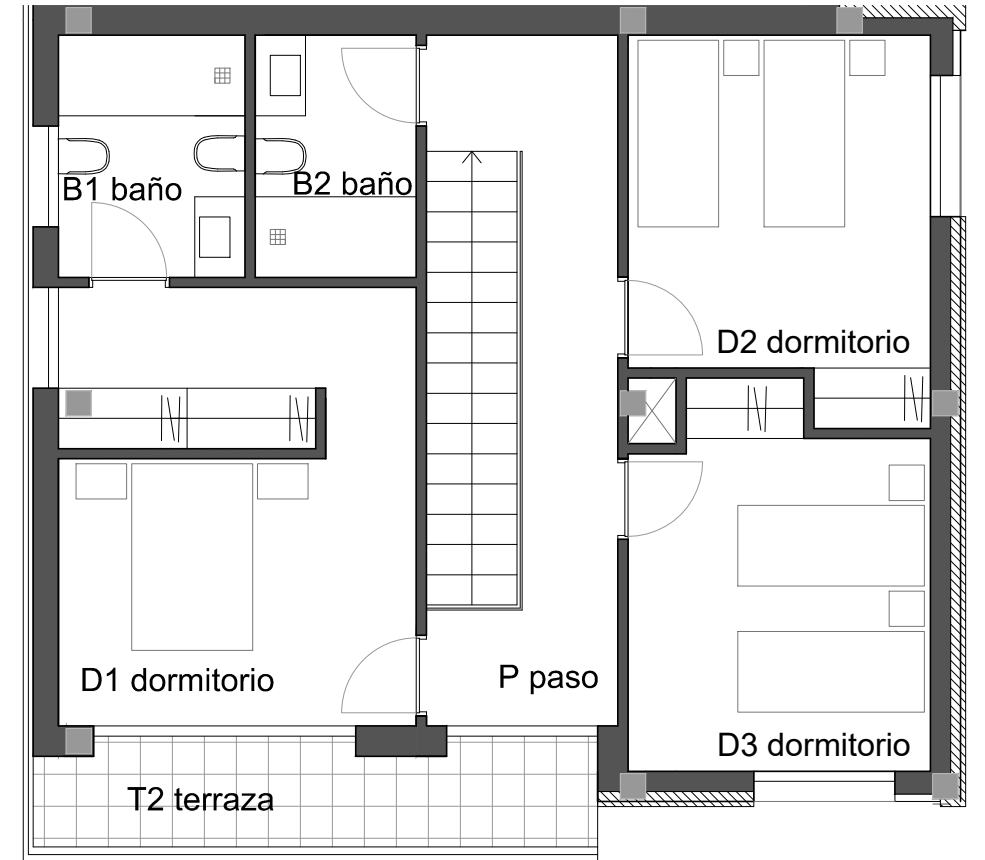 B1 baño
B2 baño
D2 dormitorio
D1 dormitorio
P paso
D3 dormitorio
T2 terraza